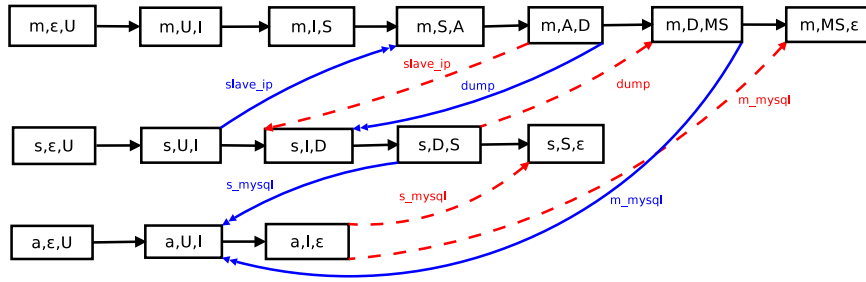 m,ε,U
m,U,I
m,I,S
m,S,A
m,A,D
m,D,MS
m,MS,ε
slave_ip
slave_ip
dump
dump
m_mysql
s,ε,U
s,U,I
s,I,D
s,D,S
s,S,ε
s_mysql
s_mysql
m_mysql
a,ε,U
a,U,I
a,I,ε